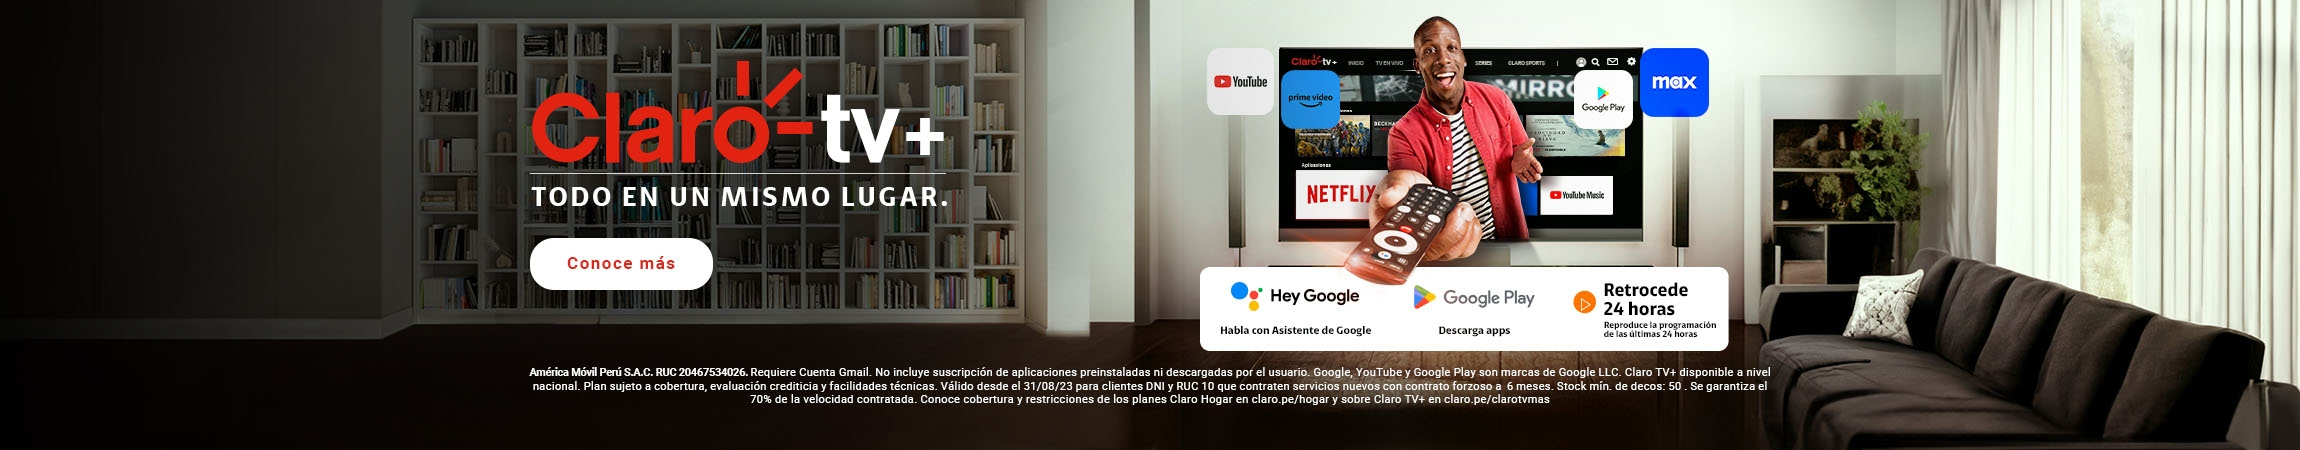 Claro tv+
TODO EN UN MISMO LUGAR.
Conoce más
YouTube
prime video
Claro tv+ INICIO TV EN VIVO SERIES CLARO SPORTS
MIRRO
BECKHA
Google Play
max
Aplicaciones
NETFLIX
YouTube Music
Hey Google
Habla con Asistente de Google
Google Play
Descarga apps
Retrocede
24 horas
Reproduce la programación
de las últimas 24 horas
América Móvil Perú S.A.C. RUC 20467534026. Requiere Cuenta Gmail. No incluye suscripción de aplicaciones preinstaladas ni descargadas por el usuario. Google, YouTube y Google Play son marcas de Google LLC. Claro TV+ disponible a nivel
nacional. Plan sujeto a cobertura, evaluación crediticia y facilidades técnicas. Válido desde el 31/08/23 para clientes DNI y RUC 10 que contraten servicios nuevos con contrato forzoso a 6 meses. Stock mín. de decos: 50 . Se garantiza el
70% de la velocidad contratada. Conoce cobertura y restricciones de los planes Claro Hogar en claro.pe/hogar y sobre Claro TV+ en claro.pe/clarotvmas